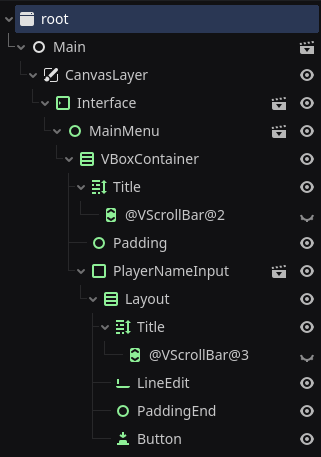 root
Main
CanvasLayer
Interface
MainMenu
VBoxContainer
Title
@VScrollBar@2
Padding
PlayerNameInput
Layout
Title
@VScrollBar@3
LineEdit
PaddingEnd
Button